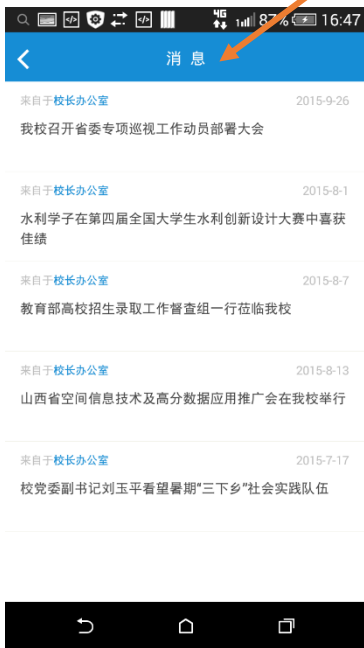 4G 87% 16:47
消 息
来自于校长办公室 2015-9-26
我校召开省委专项巡视工作动员部署大会
来自于校长办公室 2015-8-1
水利学子在第四届全国大学生水利创新设计大赛中喜获
佳绩
来自于校长办公室 2015-8-7
教育部高校招生录取工作督查组一行莅临我校
来自于校长办公室 2015-8-13
山西省空间信息技术及高分数据应用推广会在我校举行
来自于校长办公室 2015-7-17
校党委副书记刘玉平看望暑期"三下乡"社会实践队伍